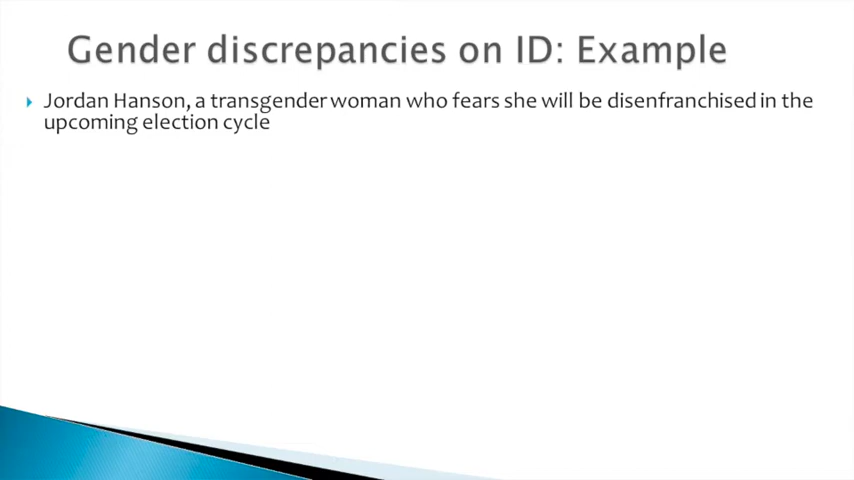 Gender discrepancies on ID: Example
Jordan Hanson, a transgender woman who fears she will be disenfranchised in the
upcoming election cycle